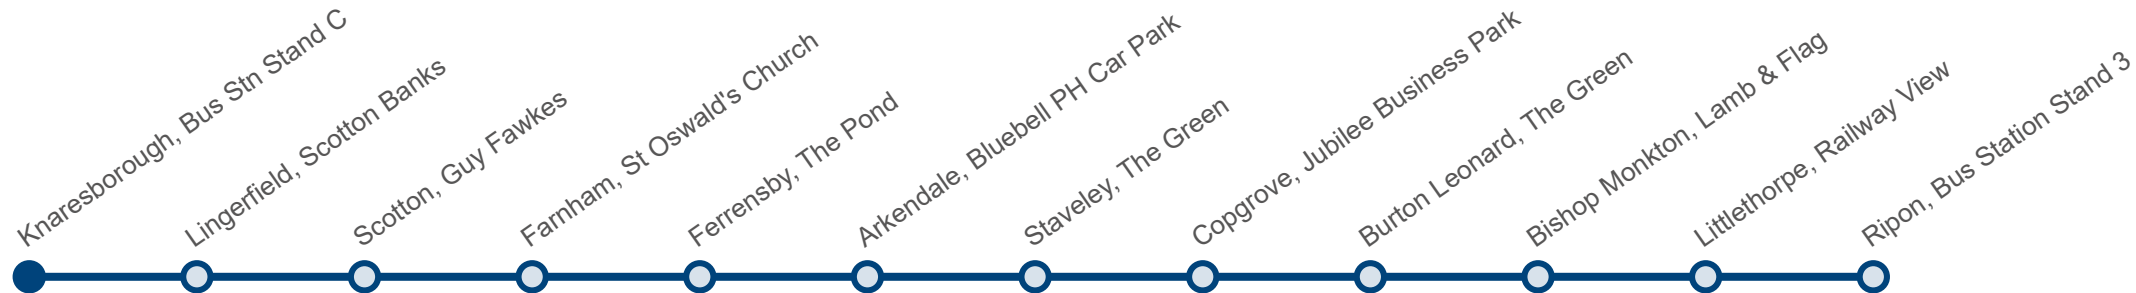 Knaresborough, Bus Stn Stand C
Lingerfield, Scotton Banks
Scotton, Guy Fawkes
Farnham, St Oswald's Church
Ferrensby, The Pond
Arkendale, Bluebell PH Car Park
Staveley, The Green
Copgrove, Jubilee Business Park
Burton Leonard, The Green
Bishop Monkton, Lamb & Flag
Littlethorpe, Railway View
Ripon, Bus Station Stand 3